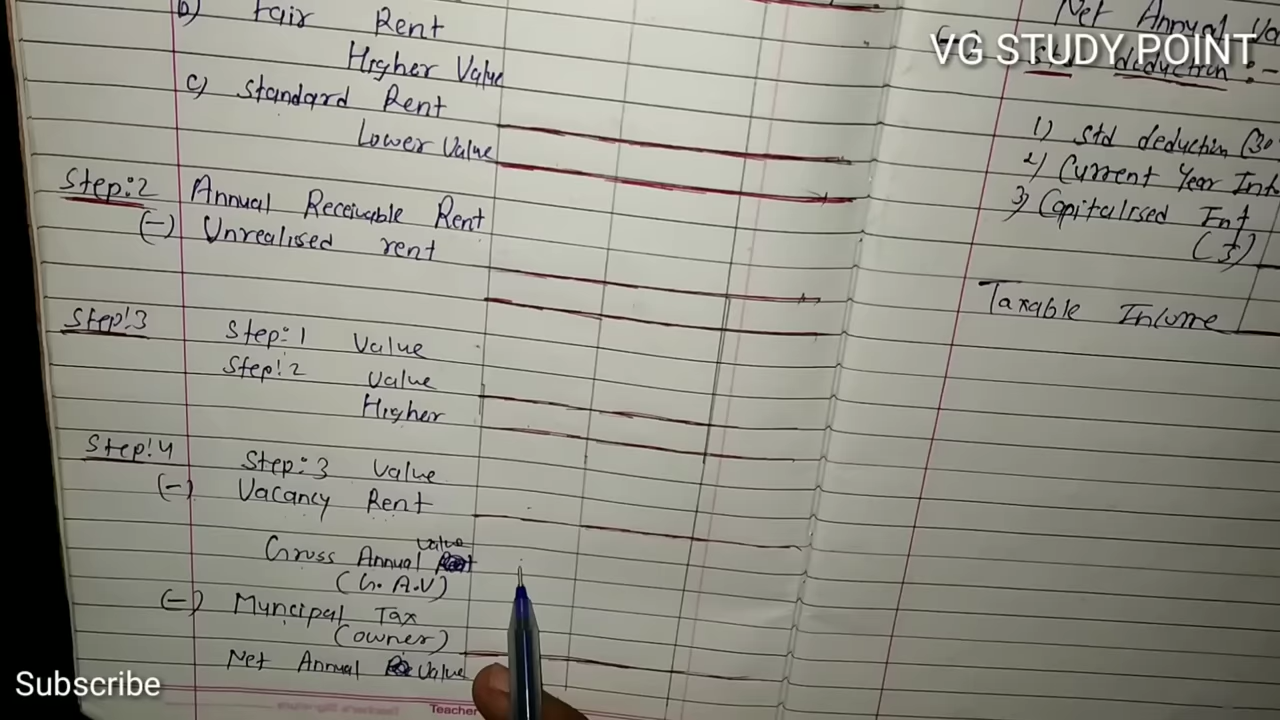 b) Fair Rent
Higher Value
c) Standard Rent
Lower Value
Step:2 Annual Receivable Rent
(-) Unrealised rent
Step:3 Step:1 Value
Step:2 Value
Higher
Step:4 Step:3 Value
(-) Vacancy Rent
Gross Annual Value
(G.A.V)
(-) Muncipal Tax
(owner)
Net Annual Value
Teacher
Net Annual Va
(-) Std deduction :-
1) Std deduction (30
2) Current Year Int
3) Capitalised Int
Taxable Income
VG STUDY POINT
Subscribe